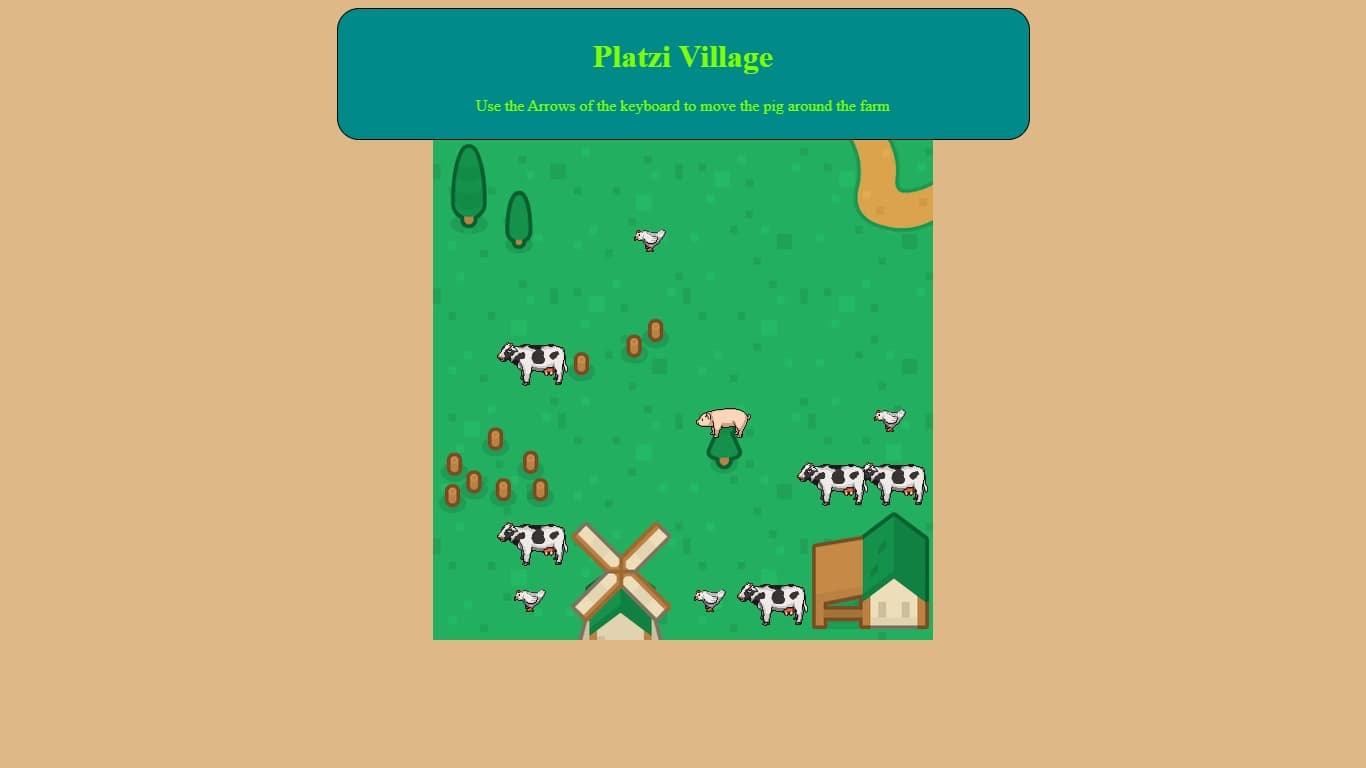 Platzi Village
Use the Arrows of the keyboard to move the pig around the farm